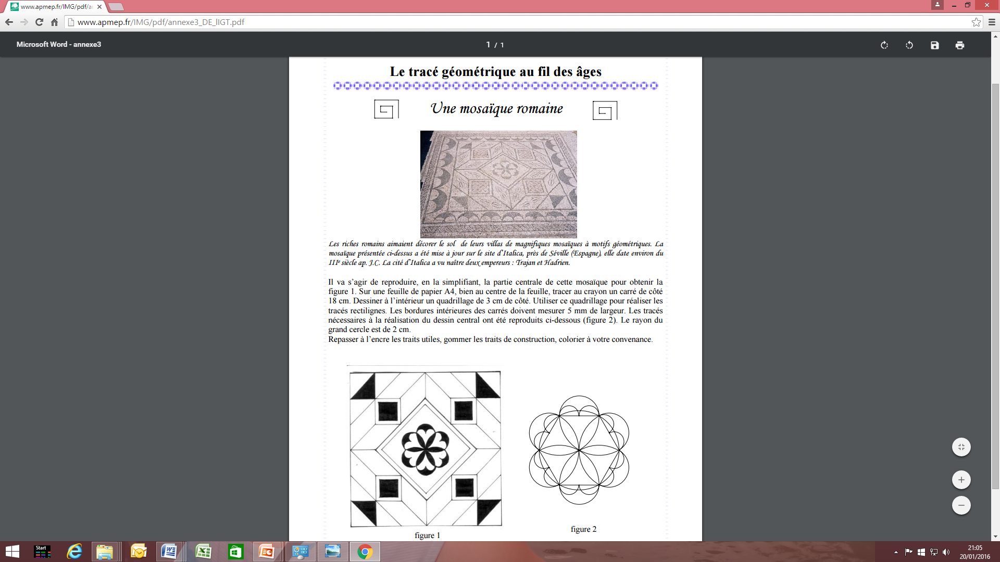 www.apmep.fr/IMG/pdf/an
www.apmep.fr/IMG/pdf/annexe3_DE_lIGT.pdf
Microsoft Word - annexe3
1 / 1
Le tracé géométrique au fil des âges
Une mosaïque romaine
Les riches romains aimaient décorer le sol de leurs villas de magnifiques mosaïques à motifs géométriques. La
mosaïque présentée ci-dessus a été mise à jour sur le site d'Italica, près de Séville (Espagne), elle date environ du
IIIe siècle ap. J.C. La cité d'Italica a vu naître deux empereurs : Trajan et Hadrien.
Il va s'agir de reproduire, en la simplifiant, la partie centrale de cette mosaïque pour obtenir la
figure 1. Sur une feuille de papier A4, bien au centre de la feuille, tracer au crayon un carré de côté
18 cm. Dessiner à l'intérieur un quadrillage de 3 cm de côté. Utiliser ce quadrillage pour réaliser les
tracés rectilignes. Les bordures intérieures des carrés doivent mesurer 5 mm de largeur. Les tracés
nécessaires à la réalisation du dessin central ont été reproduits ci-dessous (figure 2). Le rayon du
grand cercle est de 2 cm.
Repasser à l'encre les traits utiles, gommer les traits de construction, colorier à votre convenance.
figure 1
figure 2
Start
21:05
20/01/2016